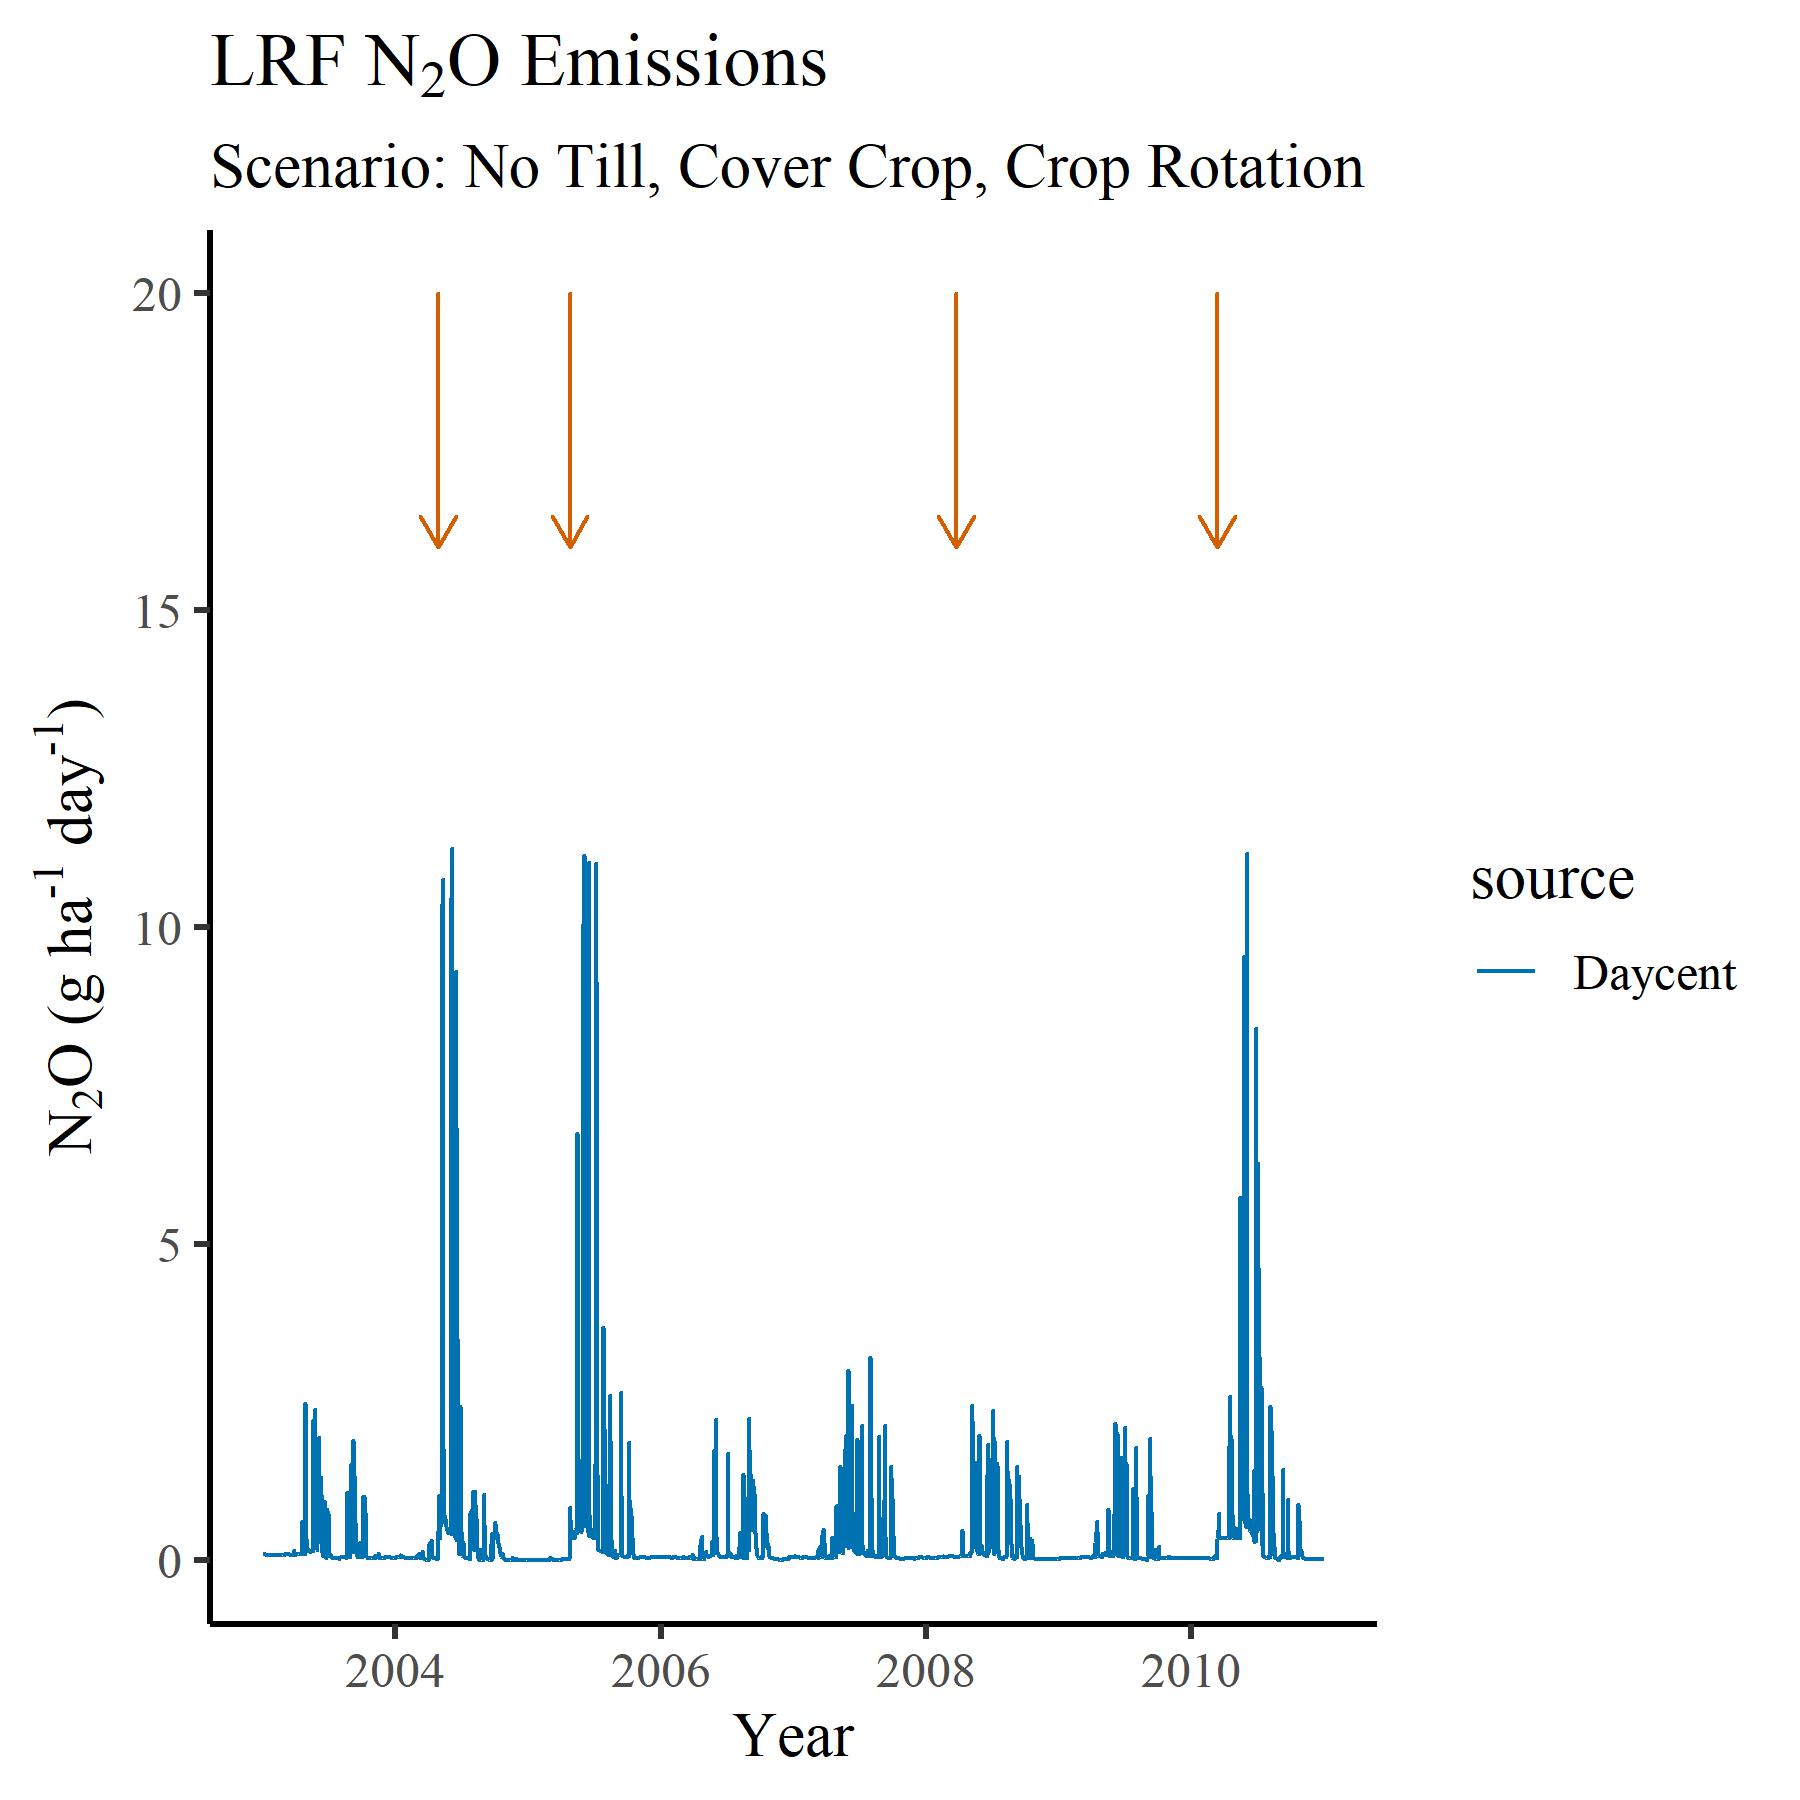 LRF N₂O Emissions
Scenario: No Till, Cover Crop, Crop Rotation
20
15
10
5
0
N₂O (g ha⁻¹ day⁻¹)
2004 2006 2008 2010
Year
source
Daycent